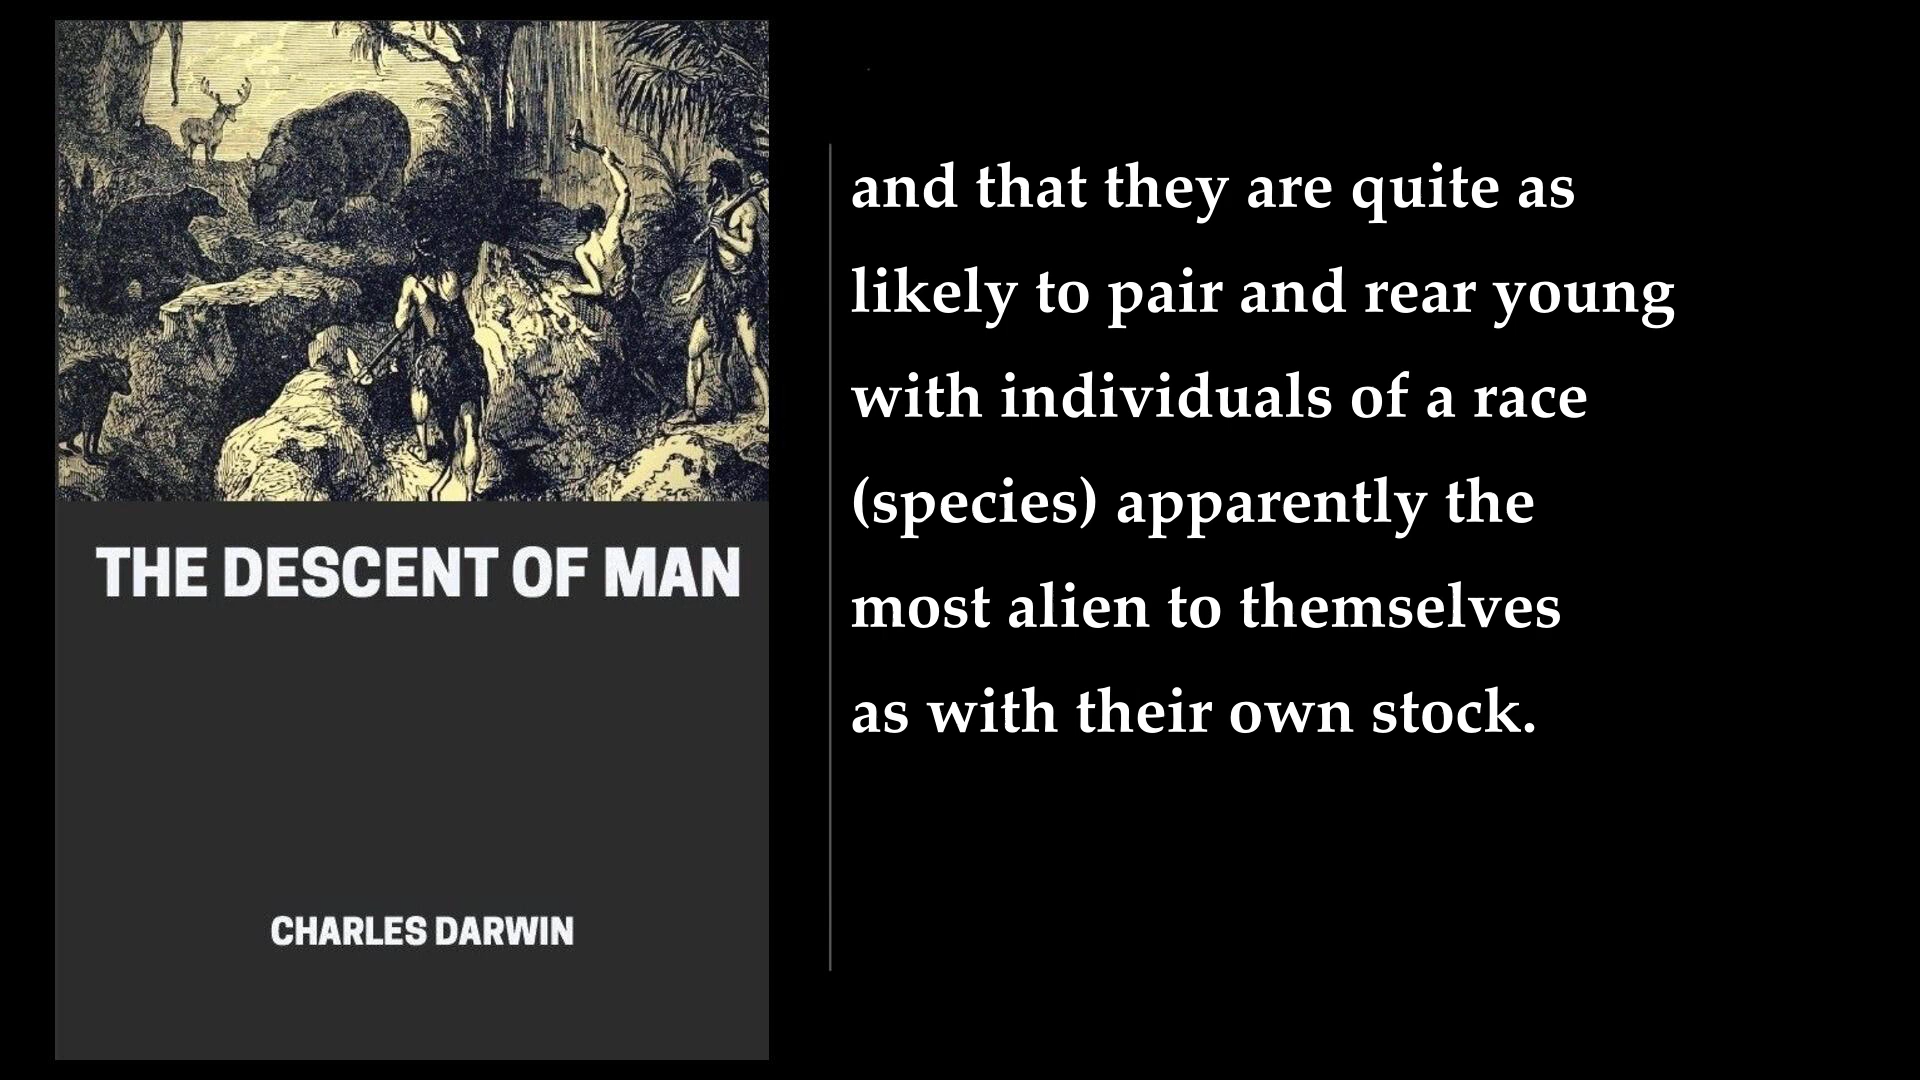 THE DESCENT OF MAN
CHARLES DARWIN
and that they are quite as
likely to pair and rear young
with individuals of a race
(species) apparently the
most alien to themselves
as with their own stock.